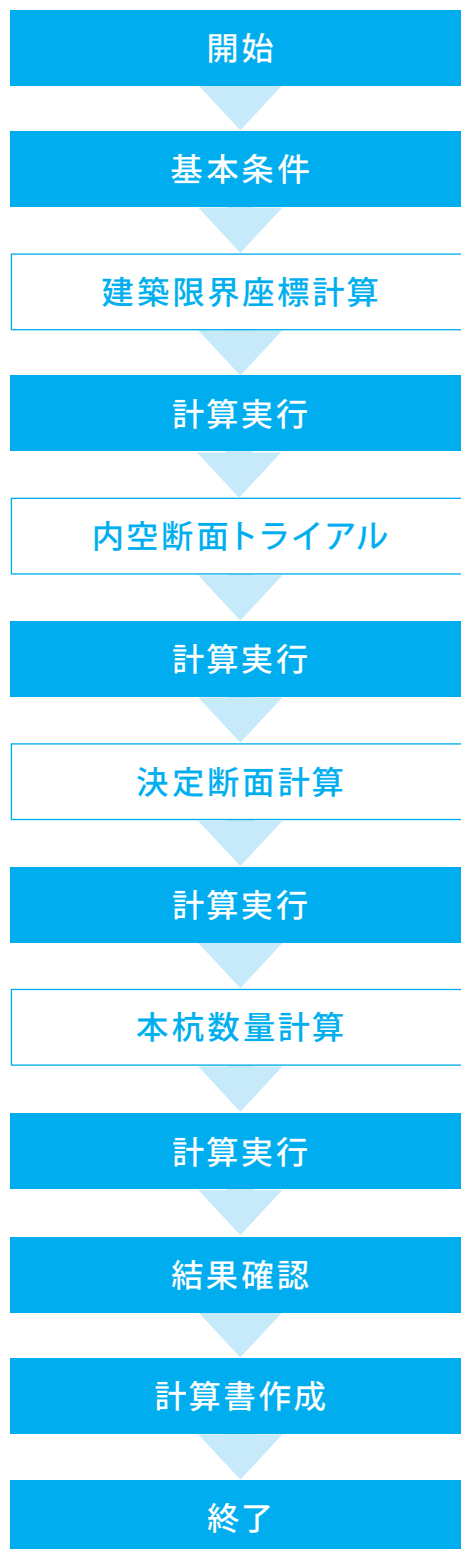 開始
基本条件
建築限界座標計算
計算実行
内空断面トライアル
計算実行
決定断面計算
計算実行
本杭数量計算
計算実行
結果確認
計算書作成
終了